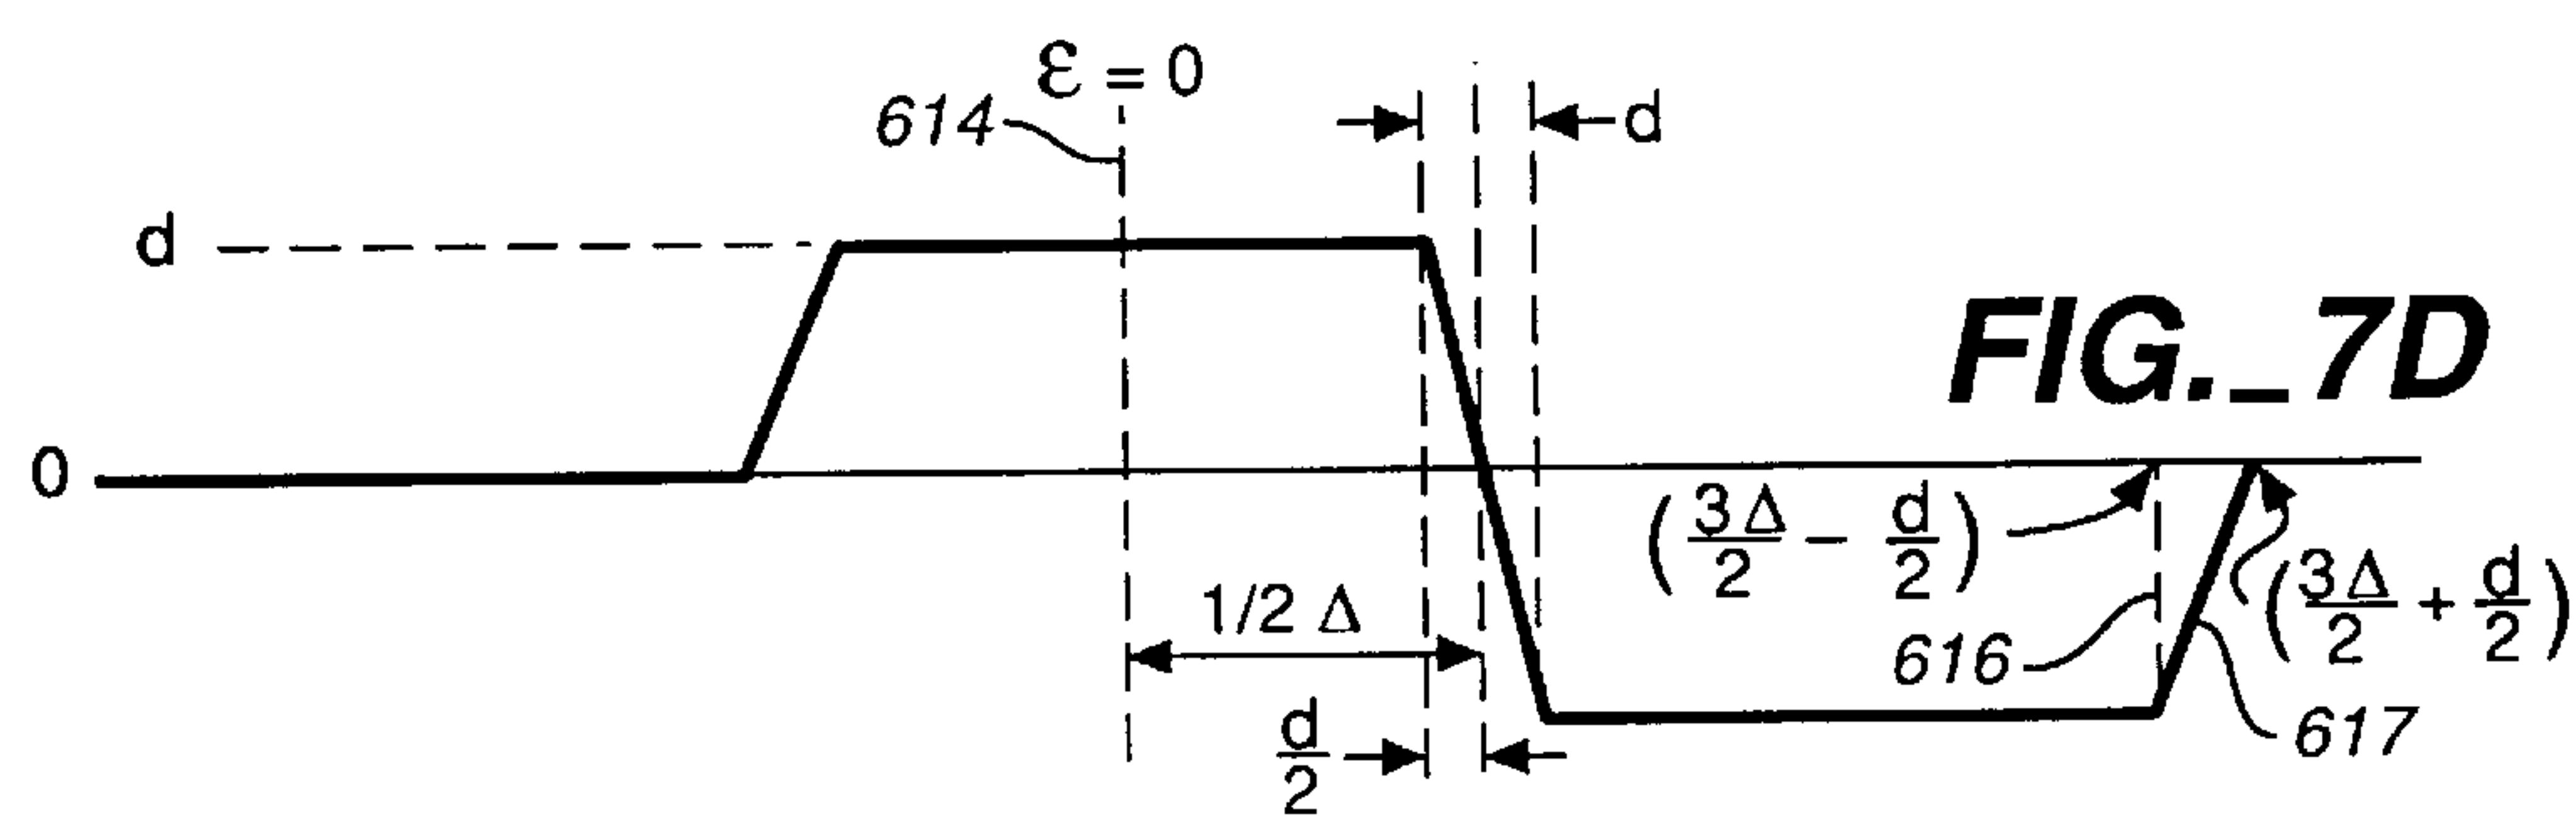 ε = 0
614
d
d
FIG._7D
0
(3Δ/2 - d/2)
1/2 Δ
(3Δ/2 + d/2)
616
d/2
617